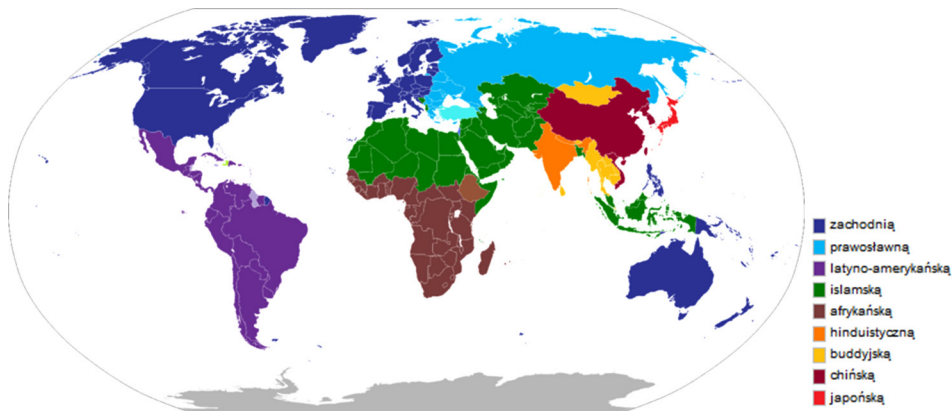 zachodnią
prawosławną
latyno-amerykańską
islamską
afrykańską
hinduistyczną
buddyjską
chińską
japońską